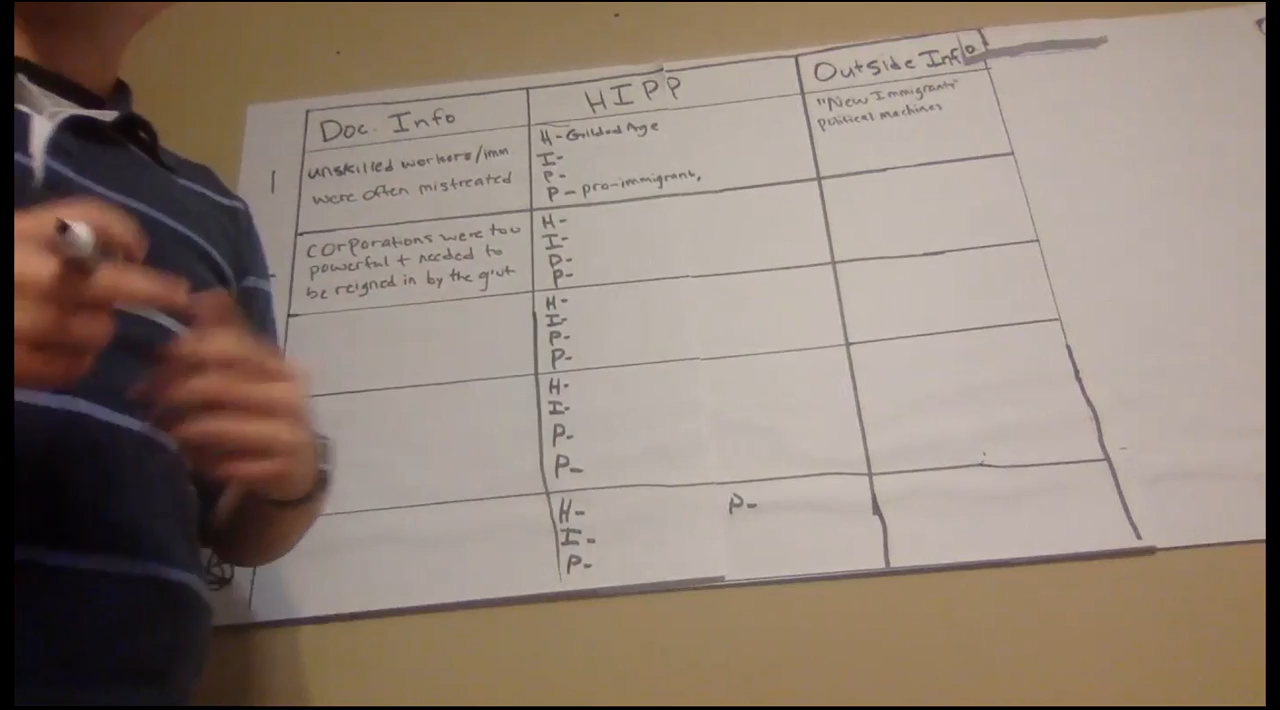 Doc. Info
HIPP
Outside Info
1
unskilled workers/imm.
were often mistreated
H- Gilded Age
I-
P-
P- pro-immigrant,
"New Immigrants"
political machines
corporations were too
powerful + needed to
be reigned in by the gvt
H-
I-
P-
P-
H-
I-
P-
P-
H-
I-
P-
P-
H-
I-
P-
P-